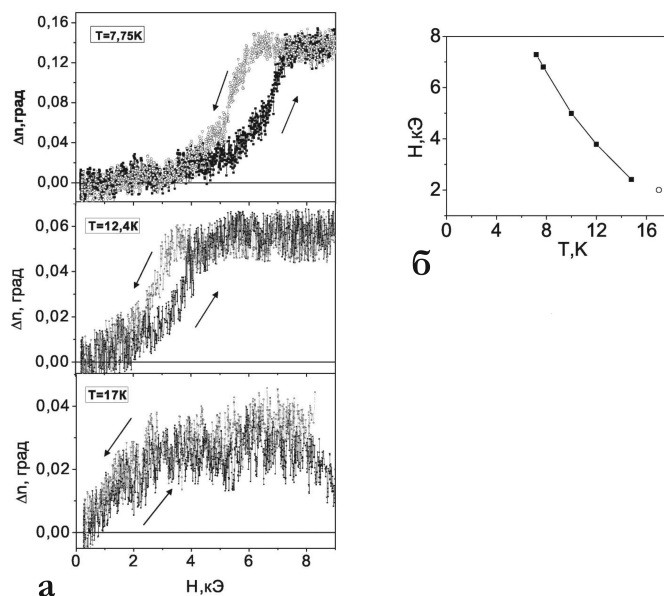 0,16
T=7,75K
0,12
0,08
0,04
0,00
Δn,град
T=12,4K
0,06
0,04
0,02
0,00
Δn, град
T=17K
0,04
0,02
0,00
Δn, град
0 2 4 6 8
Н,кЭ
а
8
6
4
2
Н,кЭ
0 4 8 12 16
T,K
б